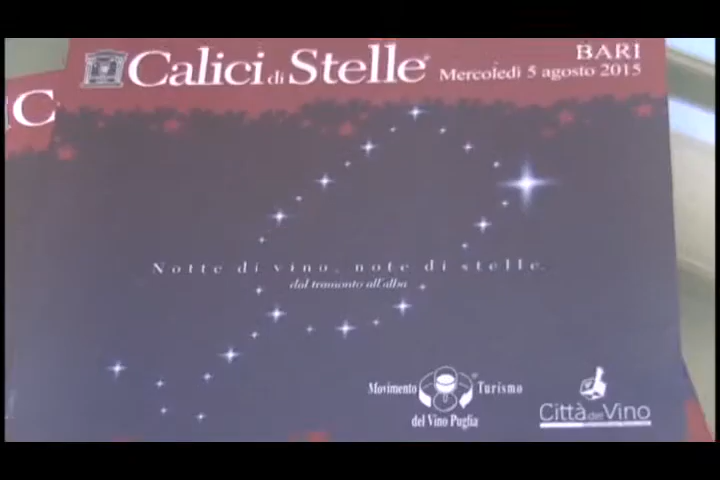 Calici di Stelle
BARI
Mercoledì 5 agosto 2015
C
Notte di vino, note di stelle.
dal tramonto all'alba
Movimento Turismo
del Vino Puglia
Città del Vino